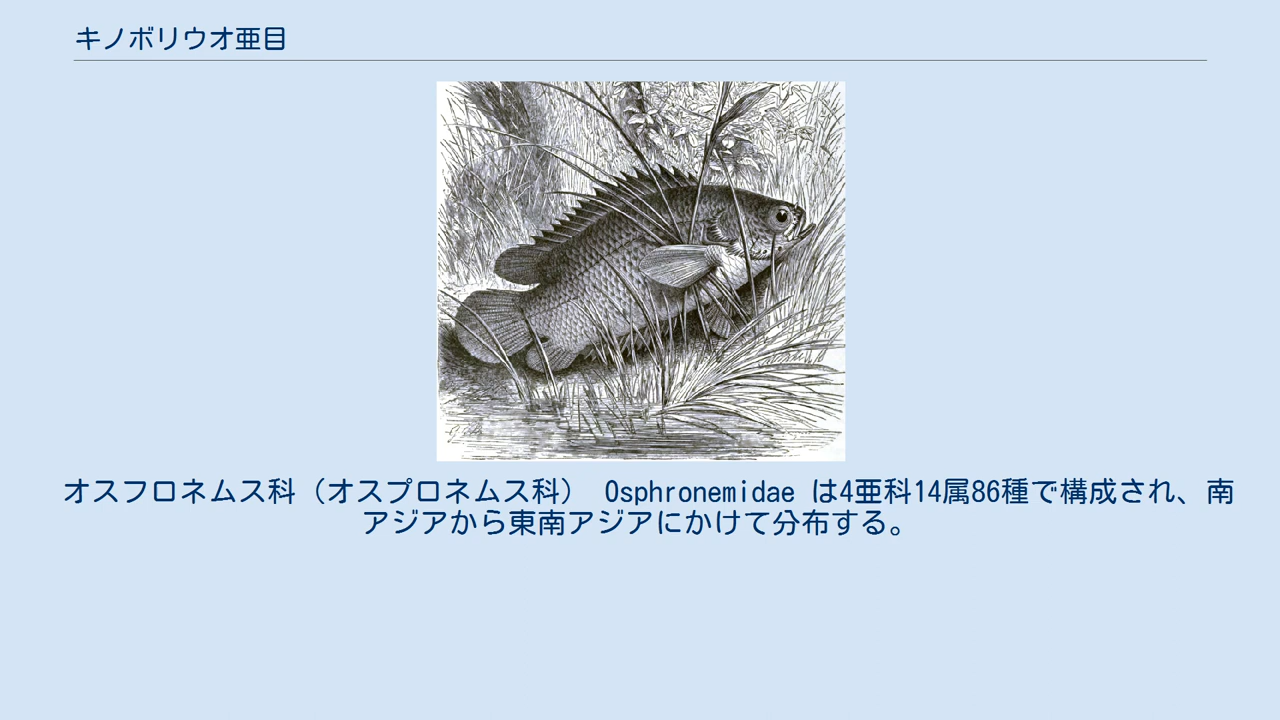 キノボリウオ亜目
オスフロネムス科（オスプロネムス科） Osphronemidae は4亜科14属86種で構成され、南
アジアから東南アジアにかけて分布する。